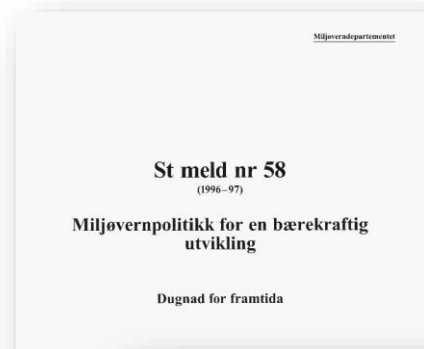 Miljøverndepartementet
St meld nr 58
(1996–97)
Miljøvernpolitikk for en bærekraftig
utvikling
Dugnad for framtida